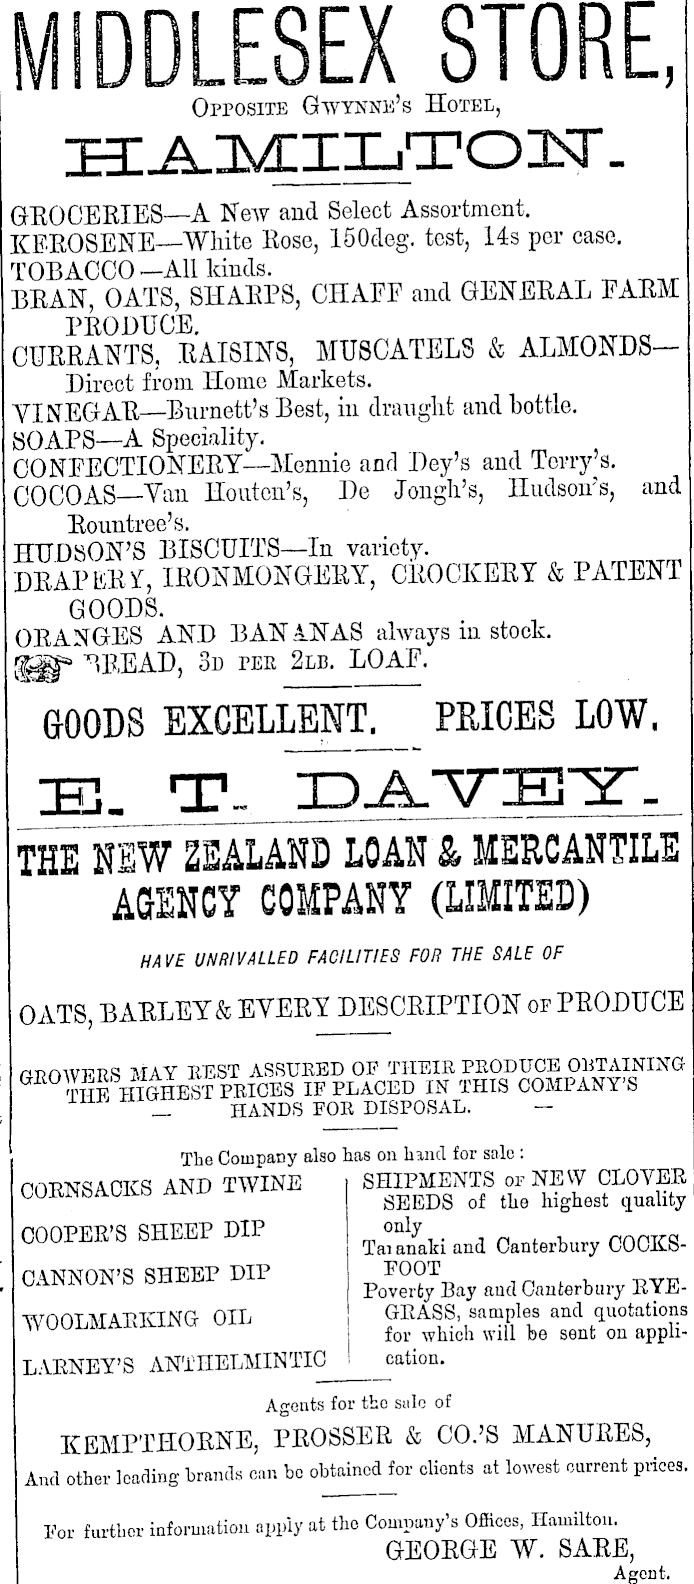 MIDDLESEX STORE,
OPPOSITE GWYNNE'S HOTEL,
HAMILTON.
GROCERIES—A New and Select Assortment.
KEROSENE—White Rose, 150deg. test, 14s per case.
TOBACCO—All kinds.
BRAN, OATS, SHARPS, CHAFF and GENERAL FARM
PRODUCE.
CURRANTS, RAISINS, MUSCATELS & ALMONDS—
Direct from Home Markets.
VINEGAR—Burnett's Best, in draught and bottle.
SOAPS—A Speciality.
CONFECTIONERY—Mennie and Dey's and Terry's.
COCOAS—Van Houten's, De Jongh's, Hudson's, and
Rountree's.
HUDSON'S BISCUITS—In variety.
DRAPERY, IRONMONGERY, CROCKERY & PATENT
GOODS.
ORANGES AND BANANAS always in stock.
BREAD, 3D PER 2LB. LOAF.
GOODS EXCELLENT. PRICES LOW.
E. T. DAVEY.
THE NEW ZEALAND LOAN & MERCANTILE
AGENCY COMPANY (LIMITED)
HAVE UNRIVALLED FACILITIES FOR THE SALE OF
OATS, BARLEY & EVERY DESCRIPTION OF PRODUCE
GROWERS MAY REST ASSURED OF THEIR PRODUCE OBTAINING
THE HIGHEST PRICES IF PLACED IN THIS COMPANY'S
— HANDS FOR DISPOSAL. —
The Company also has on hand for sale:
CORNSACKS AND TWINE
COOPER'S SHEEP DIP
CANNON'S SHEEP DIP
WOOLMARKING OIL
LARNEY'S ANTHELMINTIC
SHIPMENTS OF NEW CLOVER
SEEDS of the highest quality
only
Taranaki and Canterbury COCKS-
FOOT
Poverty Bay and Canterbury RYE-
GRASS, samples and quotations
for which will be sent on appli-
cation.
Agents for the sale of
KEMPTHORNE, PROSSER & CO.'S MANURES,
And other leading brands can be obtained for clients at lowest current prices.
For further information apply at the Company's Offices, Hamilton.
GEORGE W. SARE,
Agent.